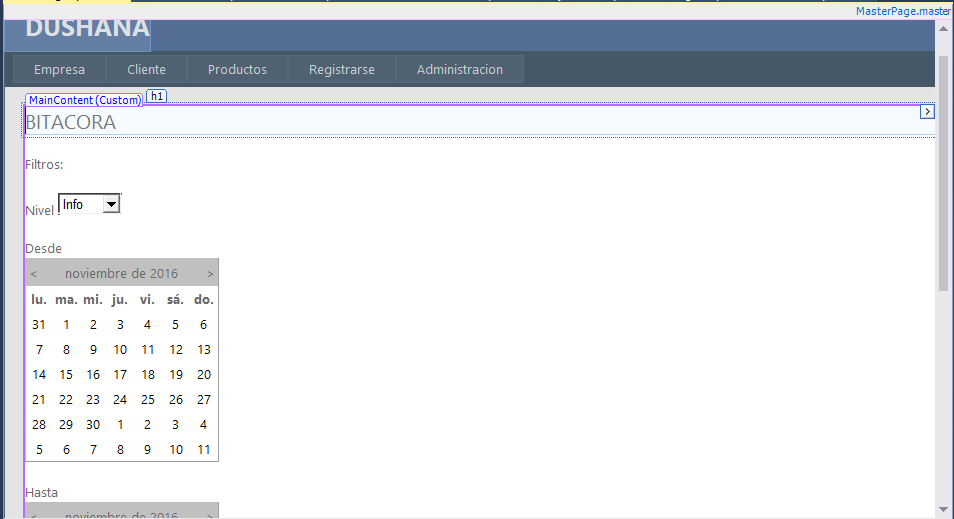 MasterPage.master
DUSHANA
Empresa Cliente Productos Registrarse Administracion
MainContent (Custom) h1
BITACORA
>
Filtros:
Nivel Info
Desde
< noviembre de 2016 >
lu. ma. mi. ju. vi. sá. do.
31 1 2 3 4 5 6
7 8 9 10 11 12 13
14 15 16 17 18 19 20
21 22 23 24 25 26 27
28 29 30 1 2 3 4
5 6 7 8 9 10 11
Hasta
< noviembre de 2016 >